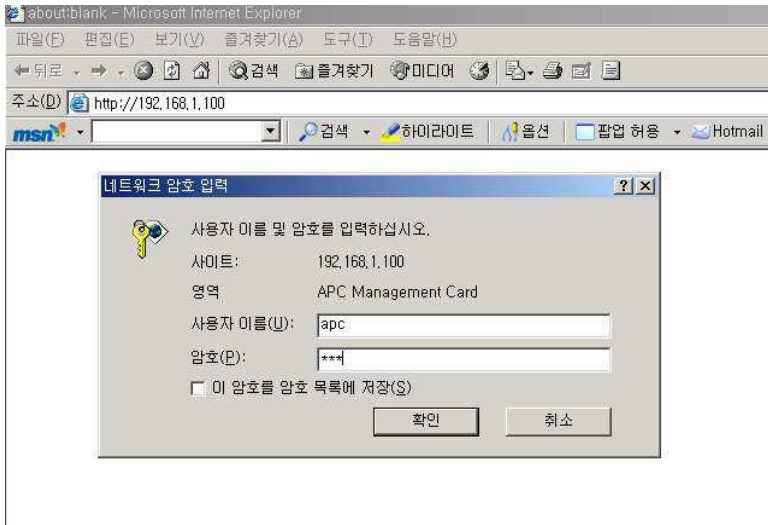 about:blank - Microsoft Internet Explorer
파일(F) 편집(E) 보기(V) 즐겨찾기(A) 도구(T) 도움말(H)
뒤로 검색 즐겨찾기 미디어
주소(D) http://192,168,1,100
msn 검색 하이라이트 옵션 팝업 허용 Hotmail
네트워크 암호 입력
사용자 이름 및 암호를 입력하십시오,
사이트: 192,168,1,100
영역 APC Management Card
사용자 이름(U): apc
암호(P): ***
이 암호를 암호 목록에 저장(S)
확인 취소